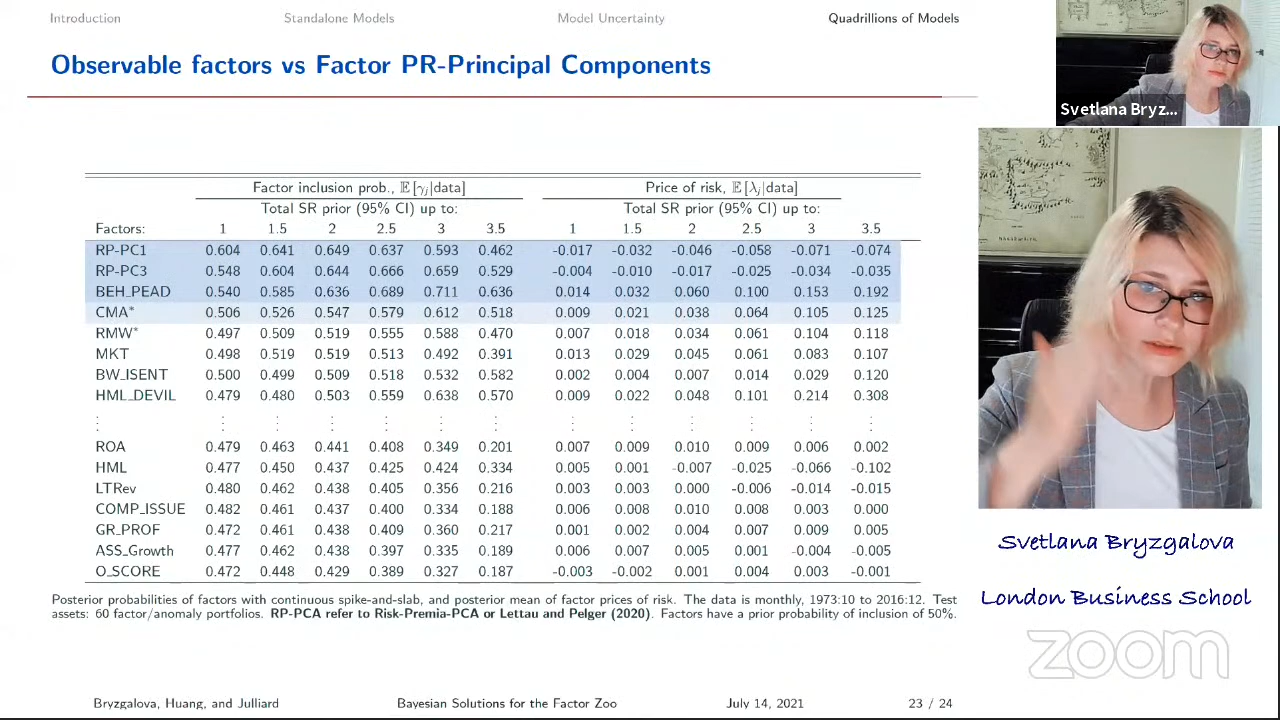 Introduction Standalone Models Model Uncertainty Quadrillions of Models
Observable factors vs Factor PR-Principal Components
Factor inclusion prob., 𝔼[γj|data] Price of risk, 𝔼[λj|data]
Total SR prior (95% CI) up to: Total SR prior (95% CI) up to:
Factors: 1 1.5 2 2.5 3 3.5 1 1.5 2 2.5 3 3.5
RP-PC1 0.604 0.641 0.649 0.637 0.593 0.462 -0.017 -0.032 -0.046 -0.058 -0.071 -0.074
RP-PC3 0.548 0.604 0.644 0.666 0.659 0.529 -0.004 -0.010 -0.017 -0.025 -0.034 -0.035
BEH_PEAD 0.540 0.585 0.636 0.689 0.711 0.636 0.014 0.032 0.060 0.100 0.153 0.192
CMA* 0.506 0.526 0.547 0.579 0.612 0.518 0.009 0.021 0.038 0.064 0.105 0.125
RMW* 0.497 0.509 0.519 0.555 0.588 0.470 0.007 0.018 0.034 0.061 0.104 0.118
MKT 0.498 0.519 0.519 0.513 0.492 0.391 0.013 0.029 0.045 0.061 0.083 0.107
BW_ISENT 0.500 0.499 0.509 0.518 0.532 0.582 0.002 0.004 0.007 0.014 0.029 0.120
HML_DEVIL 0.479 0.480 0.503 0.559 0.638 0.570 0.009 0.022 0.048 0.101 0.214 0.308
⋮ ⋮ ⋮ ⋮ ⋮ ⋮ ⋮ ⋮ ⋮ ⋮ ⋮ ⋮ ⋮
ROA 0.479 0.463 0.441 0.408 0.349 0.201 0.007 0.009 0.010 0.009 0.006 0.002
HML 0.477 0.450 0.437 0.425 0.424 0.334 0.005 0.001 -0.007 -0.025 -0.066 -0.102
LTRev 0.480 0.462 0.438 0.405 0.356 0.216 0.003 0.003 0.000 -0.006 -0.014 -0.015
COMP_ISSUE 0.482 0.461 0.437 0.400 0.334 0.188 0.006 0.008 0.010 0.008 0.003 0.000
GR_PROF 0.472 0.461 0.438 0.409 0.360 0.217 0.001 0.002 0.004 0.007 0.009 0.005
ASS_Growth 0.477 0.462 0.438 0.397 0.335 0.189 0.006 0.007 0.005 0.001 -0.004 -0.005
O_SCORE 0.472 0.448 0.429 0.389 0.327 0.187 -0.003 -0.002 0.001 0.004 0.003 -0.001
Posterior probabilities of factors with continuous spike-and-slab, and posterior mean of factor prices of risk. The data is monthly, 1973:10 to 2016:12. Test
assets: 60 factor/anomaly portfolios. RP-PCA refer to Risk-Premia-PCA or Lettau and Pelger (2020). Factors have a prior probability of inclusion of 50%.
Bryzgalova, Huang, and Julliard Bayesian Solutions for the Factor Zoo July 14, 2021 23 / 24
Svetlana Bryz...
Svetlana Bryzgalova
London Business School
zoom